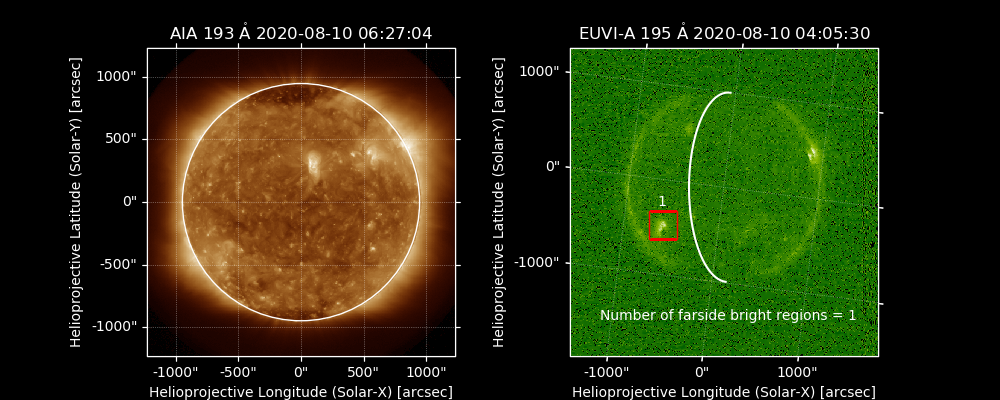 AIA 193 Å 2020-08-10 06:27:04
1000"
500"
0"
-500"
-1000"
-1000" -500" 0" 500" 1000"
Helioprojective Longitude (Solar-X) [arcsec]
Helioprojective Latitude (Solar-Y) [arcsec]
EUVI-A 195 Å 2020-08-10 04:05:30
1000"
0"
-1000"
1
Number of farside bright regions = 1
-1000" 0" 1000"
Helioprojective Longitude (Solar-X) [arcsec]
Helioprojective Latitude (Solar-Y) [arcsec]